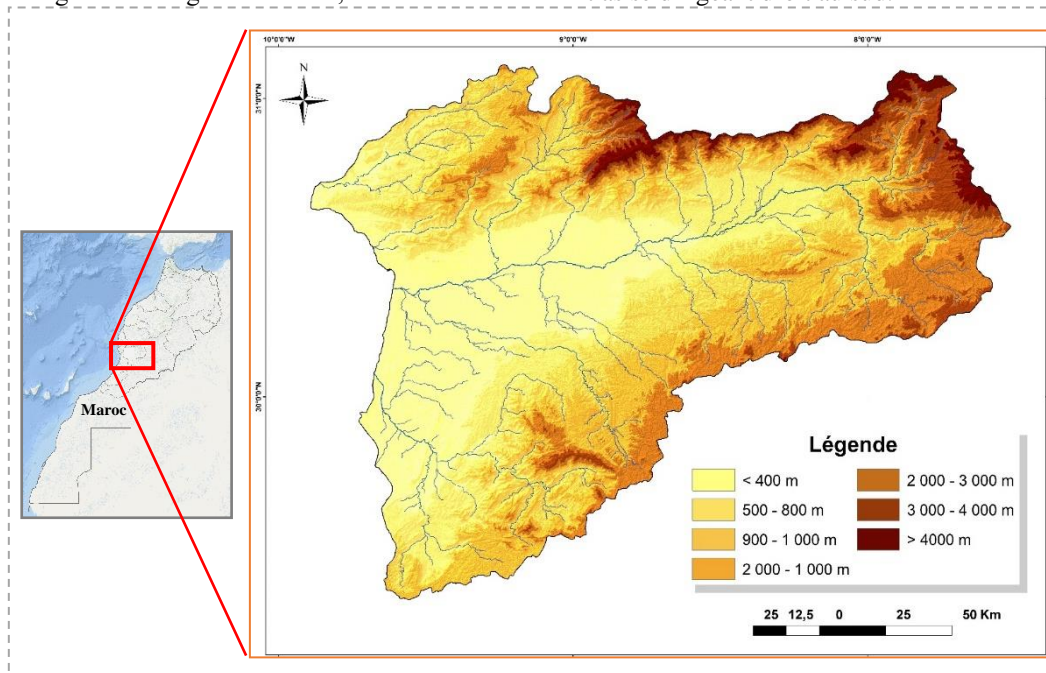 10°0'0"W 9°0'0"W 8°0'0"W
N
31°0'0"N
30°0'0"N
Maroc
Légende
< 400 m
500 - 800 m
900 - 1 000 m
2 000 - 1 000 m
2 000 - 3 000 m
3 000 - 4 000 m
> 4000 m
25 12,5 0 25 50 Km